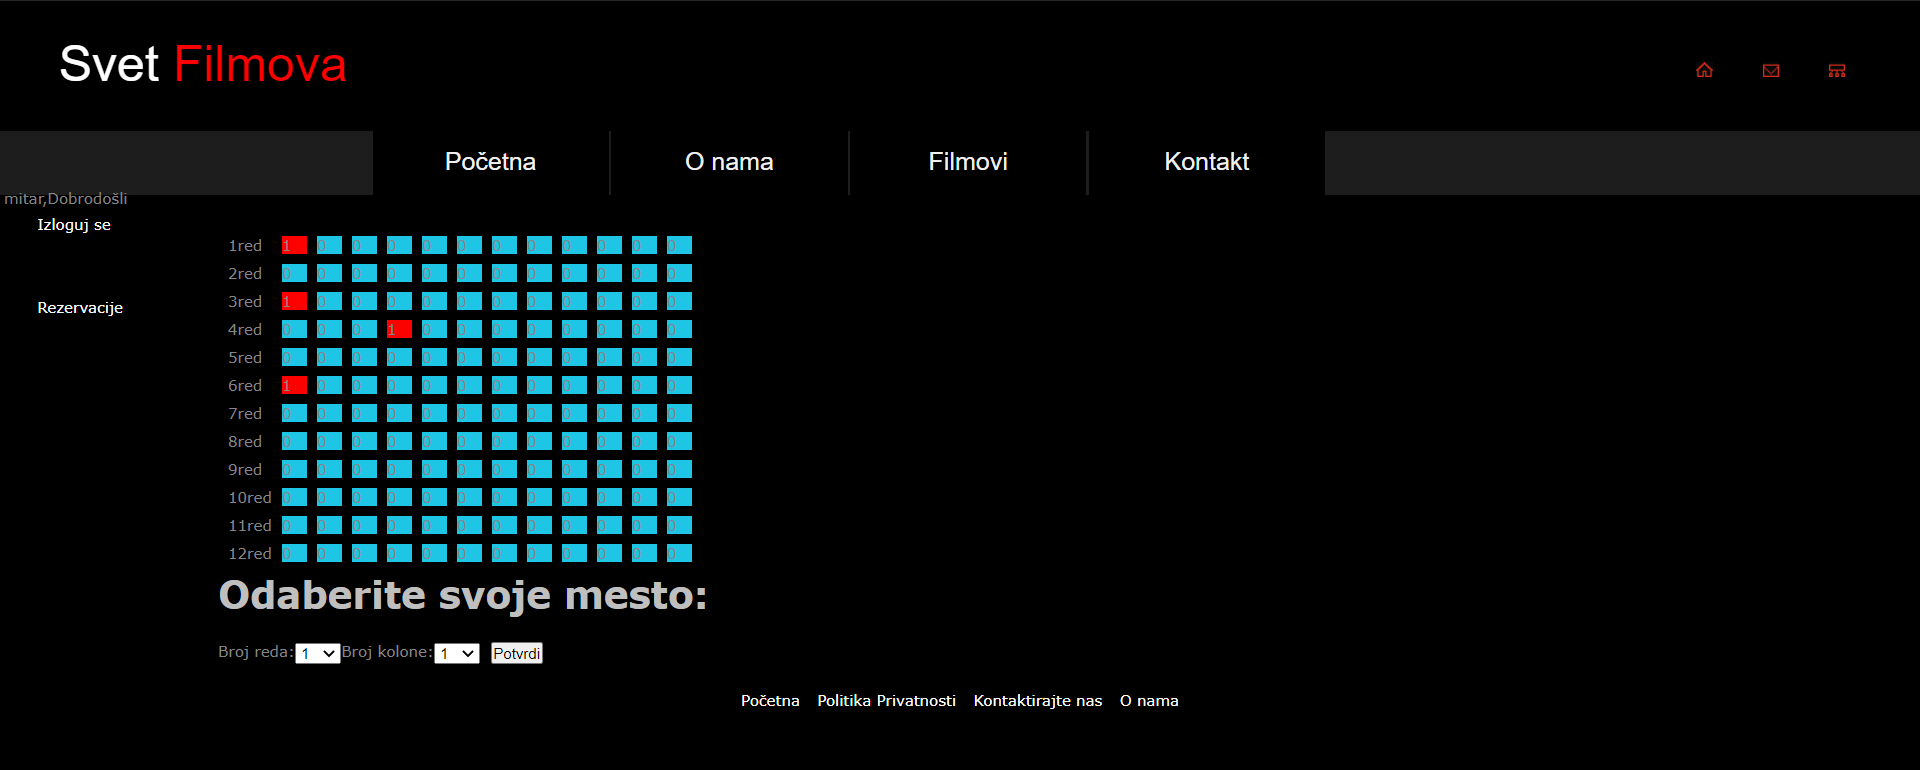 Svet Filmova
Početna O nama Filmovi Kontakt
mitar,Dobrodošli
Izloguj se
Rezervacije
1red 1 0 0 0 0 0 0 0 0 0 0 0
2red 0 0 0 0 0 0 0 0 0 0 0 0
3red 1 0 0 0 0 0 0 0 0 0 0 0
4red 0 0 0 1 0 0 0 0 0 0 0 0
5red 0 0 0 0 0 0 0 0 0 0 0 0
6red 1 0 0 0 0 0 0 0 0 0 0 0
7red 0 0 0 0 0 0 0 0 0 0 0 0
8red 0 0 0 0 0 0 0 0 0 0 0 0
9red 0 0 0 0 0 0 0 0 0 0 0 0
10red 0 0 0 0 0 0 0 0 0 0 0 0
11red 0 0 0 0 0 0 0 0 0 0 0 0
12red 0 0 0 0 0 0 0 0 0 0 0 0
Odaberite svoje mesto:
Broj reda: 1 Broj kolone: 1 Potvrdi
Početna Politika Privatnosti Kontaktirajte nas O nama